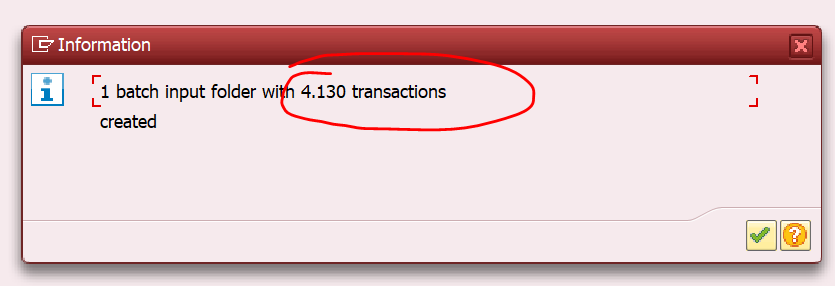 Information
1 batch input folder with 4.130 transactions
created